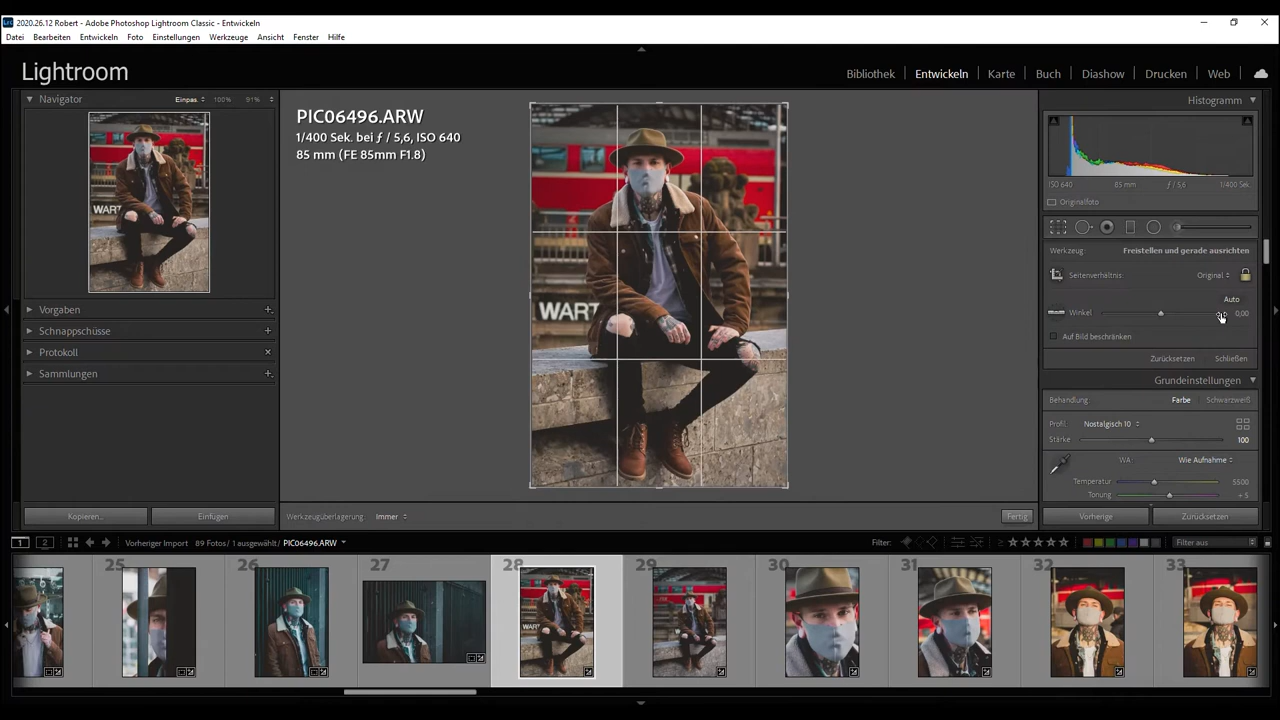 2020.26.12 Robert - Adobe Photoshop Lightroom Classic - Entwickeln
Datei Bearbeiten Entwickeln Foto Einstellungen Werkzeuge Ansicht Fenster Hilfe
Lightroom
Bibliothek Entwickeln Karte Buch Diashow Drucken Web
Navigator Einpas. 100% 91%
WART
Vorgaben
Schnappschüsse
Protokoll
Sammlungen
Kopieren... Einfügen
PIC06496.ARW
1/400 Sek. bei ƒ / 5,6, ISO 640
85 mm (FE 85mm F1.8)
WART
Werkzeugüberlagerung: Immer
Fertig
Histogramm
ISO 640 85 mm ƒ / 5,6 1/400 Sek.
Originalfoto
Werkzeug: Freistellen und gerade ausrichten
Seitenverhältnis: Original
Auto
Winkel 0,00
Auf Bild beschränken
Zurücksetzen Schließen
Grundeinstellungen
Behandlung: Farbe Schwarzweiß
Profil: Nostalgisch 10
Stärke 100
WA: Wie Aufnahme
Temperatur 5500
Tonung + 5
Vorherige Zurücksetzen
1 2 Vorheriger Import 89 Fotos / 1 ausgewählt / PIC06496.ARW Filter: Filter aus
25 26 27 28 29 30 31 32 33
WART